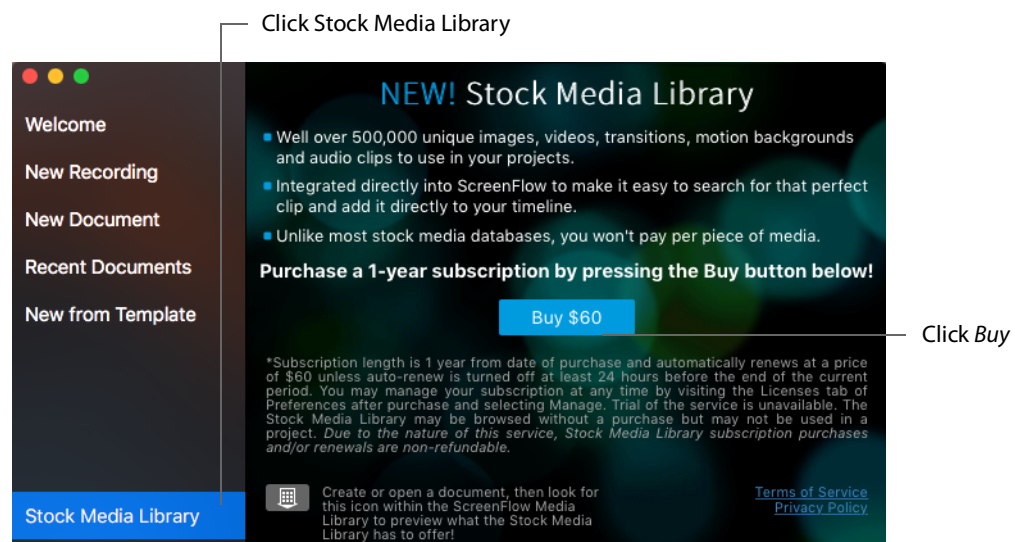 Click Stock Media Library
Welcome
New Recording
New Document
Recent Documents
New from Template
Stock Media Library
NEW! Stock Media Library
Well over 500,000 unique images, videos, transitions, motion backgrounds
and audio clips to use in your projects.
Integrated directly into ScreenFlow to make it easy to search for that perfect
clip and add it directly to your timeline.
Unlike most stock media databases, you won't pay per piece of media.
Purchase a 1-year subscription by pressing the Buy button below!
Buy $60
Click Buy
*Subscription length is 1 year from date of purchase and automatically renews at a price
of $60 unless auto-renew is turned off at least 24 hours before the end of the current
period. You may manage your subscription at any time by visiting the Licenses tab of
Preferences after purchase and selecting Manage. Trial of the service is unavailable. The
Stock Media Library may be browsed without a purchase but may not be used in a
project. Due to the nature of this service, Stock Media Library subscription purchases
and/or renewals are non-refundable.
Create or open a document, then look for
this icon within the ScreenFlow Media
Library to preview what the Stock Media
Library has to offer!
Terms of Service
Privacy Policy